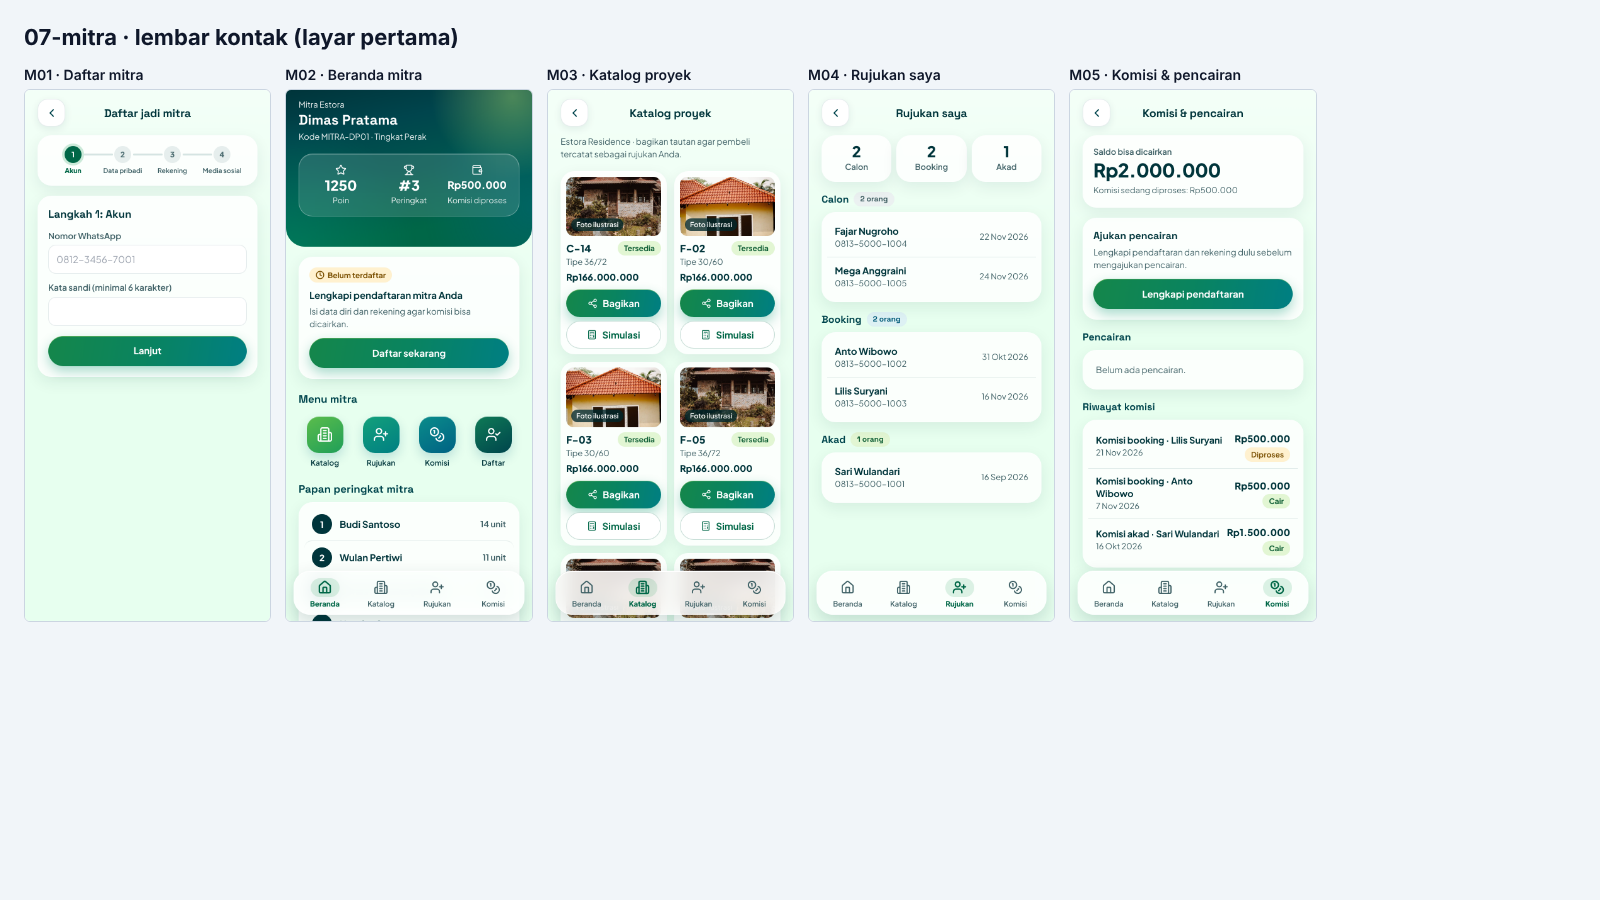 07-mitra · lembar kontak (layar pertama)
M01 · Daftar mitra
Daftar jadi mitra
1
2
3
4
Akun
Data pribadi
Rekening
Media sosial
Langkah 1: Akun
Nomor WhatsApp
0812-3456-7001
Kata sandi (minimal 6 karakter)
Lanjut
M02 · Beranda mitra
Mitra Estora
Dimas Pratama
Kode MITRA-DP01 · Tingkat Perak
1250
#3
Rp500.000
Poin
Peringkat
Komisi diproses
Belum terdaftar
Lengkapi pendaftaran mitra Anda
Isi data diri dan rekening agar komisi bisa
dicairkan.
Daftar sekarang
Menu mitra
Katalog
Rujukan
Komisi
Daftar
Papan peringkat mitra
1
Budi Santoso
14 unit
2
Wulan Pertiwi
11 unit
Beranda
Katalog
Rujukan
Komisi
M03 · Katalog proyek
Katalog proyek
Estora Residence · bagikan tautan agar pembeli
tercatat sebagai rujukan Anda.
Foto ilustrasi
C-14
Tersedia
Tipe 36/72
Rp166.000.000
Bagikan
Simulasi
Foto ilustrasi
F-02
Tersedia
Tipe 30/60
Rp166.000.000
Bagikan
Simulasi
Foto ilustrasi
F-03
Tersedia
Tipe 30/60
Rp166.000.000
Bagikan
Simulasi
Foto ilustrasi
F-05
Tersedia
Tipe 36/72
Rp166.000.000
Bagikan
Simulasi
Beranda
Katalog
Rujukan
Komisi
M04 · Rujukan saya
Rujukan saya
2
2
1
Calon
Booking
Akad
Calon
2 orang
Fajar Nugroho
0813-5000-1004
22 Nov 2026
Mega Anggraini
0813-5000-1005
24 Nov 2026
Booking
2 orang
Anto Wibowo
0813-5000-1002
31 Okt 2026
Lilis Suryani
0813-5000-1003
16 Nov 2026
Akad
1 orang
Sari Wulandari
0813-5000-1001
16 Sep 2026
Beranda
Katalog
Rujukan
Komisi
M05 · Komisi & pencairan
Komisi & pencairan
Saldo bisa dicairkan
Rp2.000.000
Komisi sedang diproses: Rp500.000
Ajukan pencairan
Lengkapi pendaftaran dan rekening dulu sebelum
mengajukan pencairan.
Lengkapi pendaftaran
Pencairan
Belum ada pencairan.
Riwayat komisi
Komisi booking · Lilis Suryani
21 Nov 2026
Rp500.000
Diproses
Komisi booking · Anto
Wibowo
7 Nov 2026
Rp500.000
Cair
Komisi akad · Sari Wulandari
16 Okt 2026
Rp1.500.000
Cair
Beranda
Katalog
Rujukan
Komisi